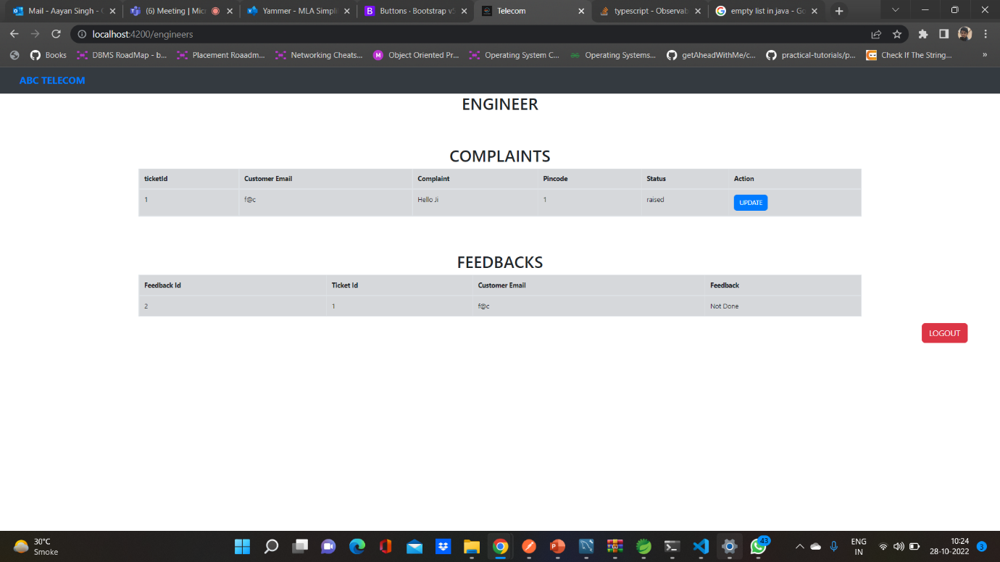 Mail - Aayan Singh - (6) Meeting | Mic Yammer - MLA Simpli Buttons · Bootstrap v5 Telecom typescript - Observab empty list in java - Go
localhost:4200/engineers
Books DBMS RoadMap - b... Placement Roaadm... Networking Cheats... Object Oriented Pr... Operating System C... Operating Systems... getAheadWithMe/c... practical-tutorials/p... Check If The String... »
ABC TELECOM
ENGINEER
COMPLAINTS
ticketId Customer Email Complaint Pincode Status Action
1 f@c Hello Ji 1 raised UPDATE
FEEDBACKS
Feedback Id Ticket Id Customer Email Feedback
2 1 f@c Not Done
LOGOUT
30°C
Smoke
43
ENG
IN
10:24
28-10-2022
3